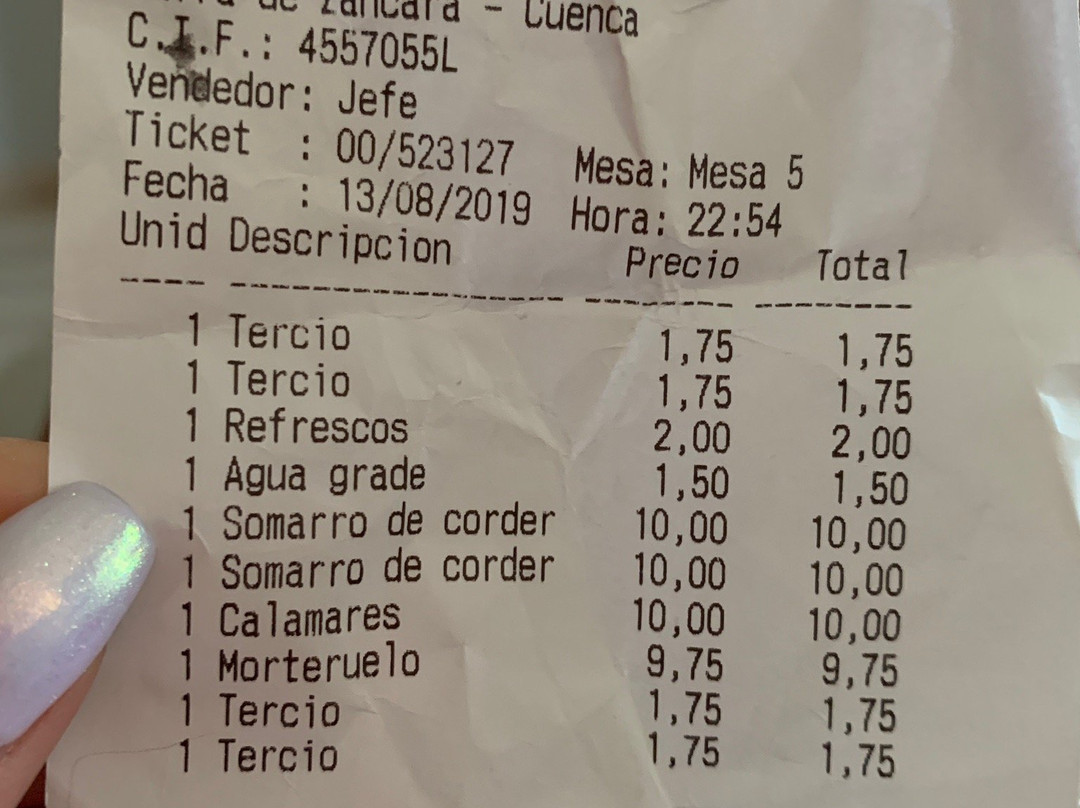 de Záncara - Cuenca
C.I.F.: 4557055L
Vendedor: Jefe
Ticket : 00/523127 Mesa: Mesa 5
Fecha : 13/08/2019 Hora: 22:54
Unid Descripcion Precio Total
1 Tercio 1,75 1,75
1 Tercio 1,75 1,75
1 Refrescos 2,00 2,00
1 Agua grade 1,50 1,50
1 Somarro de corder 10,00 10,00
1 Somarro de corder 10,00 10,00
1 Calamares 10,00 10,00
1 Morteruelo 9,75 9,75
1 Tercio 1,75 1,75
1 Tercio 1,75 1,75